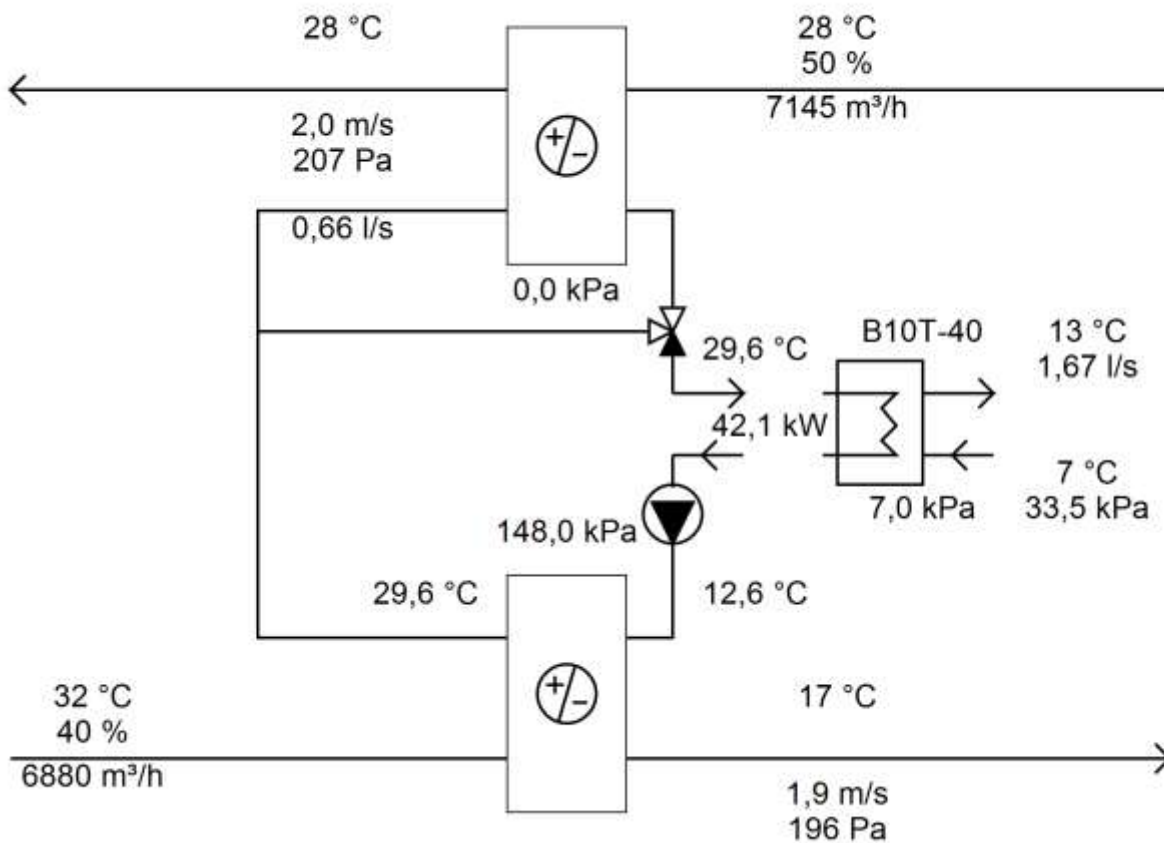 28 °C
28 °C
50 %
7145 m³/h
2,0 m/s
207 Pa
+/-
0,66 l/s
0,0 kPa
29,6 °C
B10T-40
13 °C
1,67 l/s
42,1 kW
7,0 kPa
7 °C
33,5 kPa
148,0 kPa
29,6 °C
12,6 °C
32 °C
40 %
6880 m³/h
+/-
17 °C
1,9 m/s
196 Pa